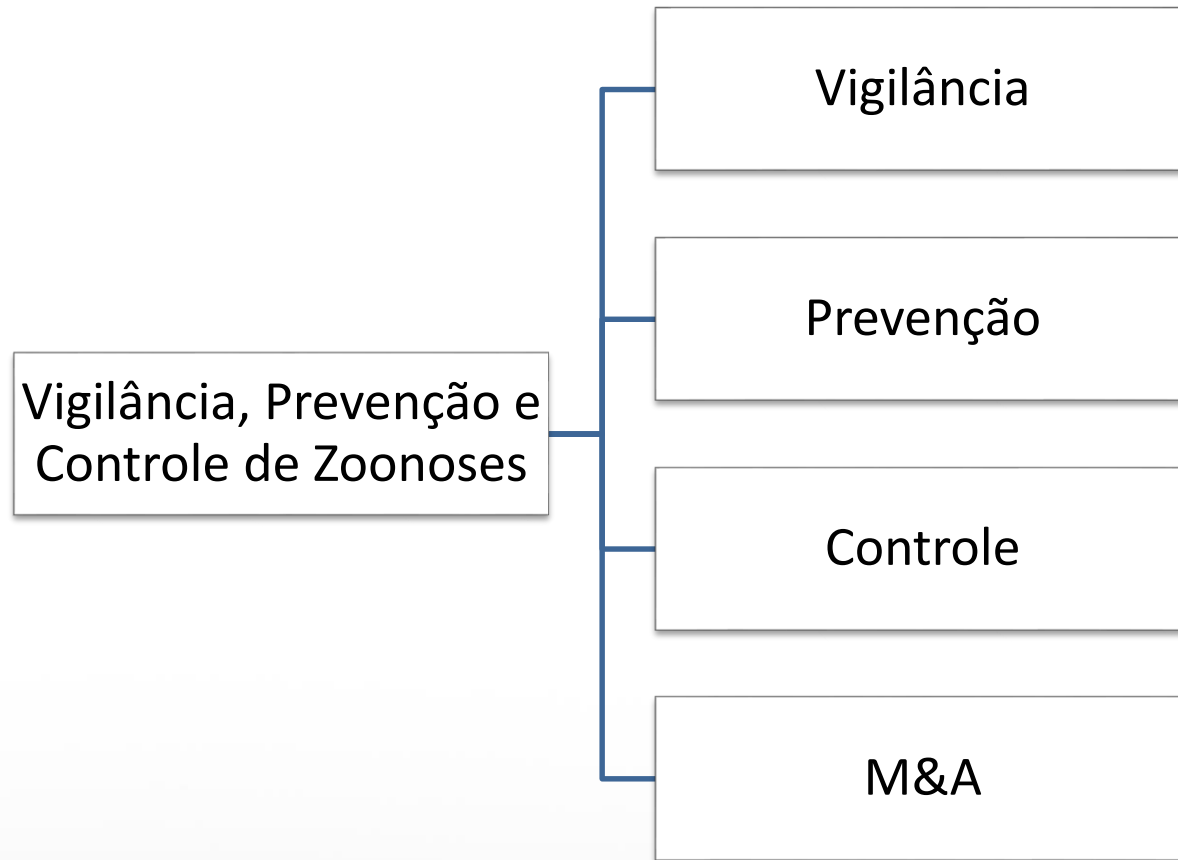 Vigilância, Prevenção e
Controle de Zoonoses
Vigilância
Prevenção
Controle
M&A